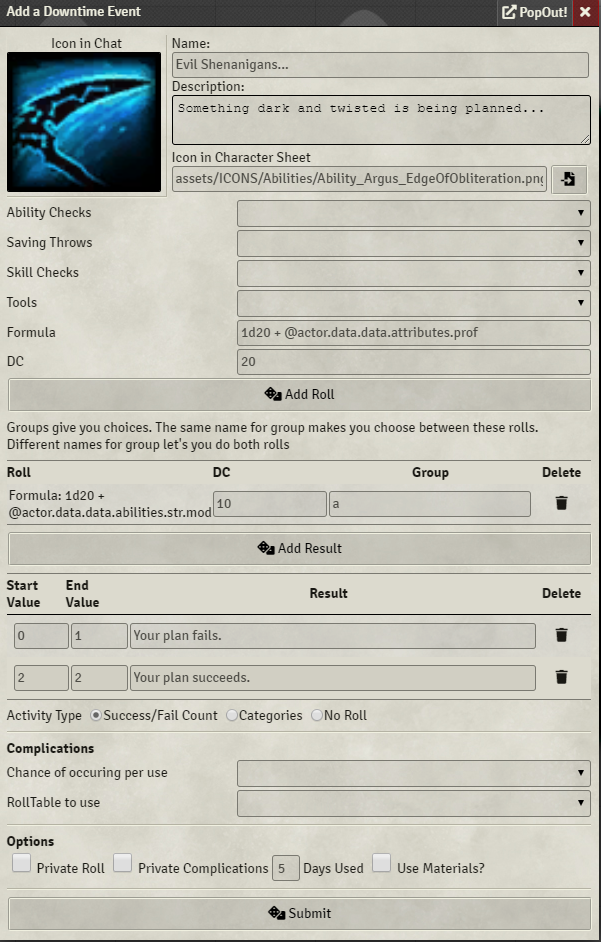 Add a Downtime Event PopOut!
Icon in Chat
Name:
Evil Shenanigans...
Description:
Something dark and twisted is being planned...
Icon in Character Sheet
assets/ICONS/Abilities/Ability_Argus_EdgeOfObliteration.png
Ability Checks
Saving Throws
Skill Checks
Tools
Formula 1d20 + @actor.data.data.attributes.prof
DC 20
Add Roll
Groups give you choices. The same name for group makes you choose between these rolls.
Different names for group let's you do both rolls
Roll DC Group Delete
Formula: 1d20 +
@actor.data.data.abilities.str.mod 10 a
Add Result
Start Value End Value Result Delete
0 1 Your plan fails.
2 2 Your plan succeeds.
Activity Type Success/Fail Count Categories No Roll
Complications
Chance of occuring per use
RollTable to use
Options
Private Roll Private Complications 5 Days Used Use Materials?
Submit